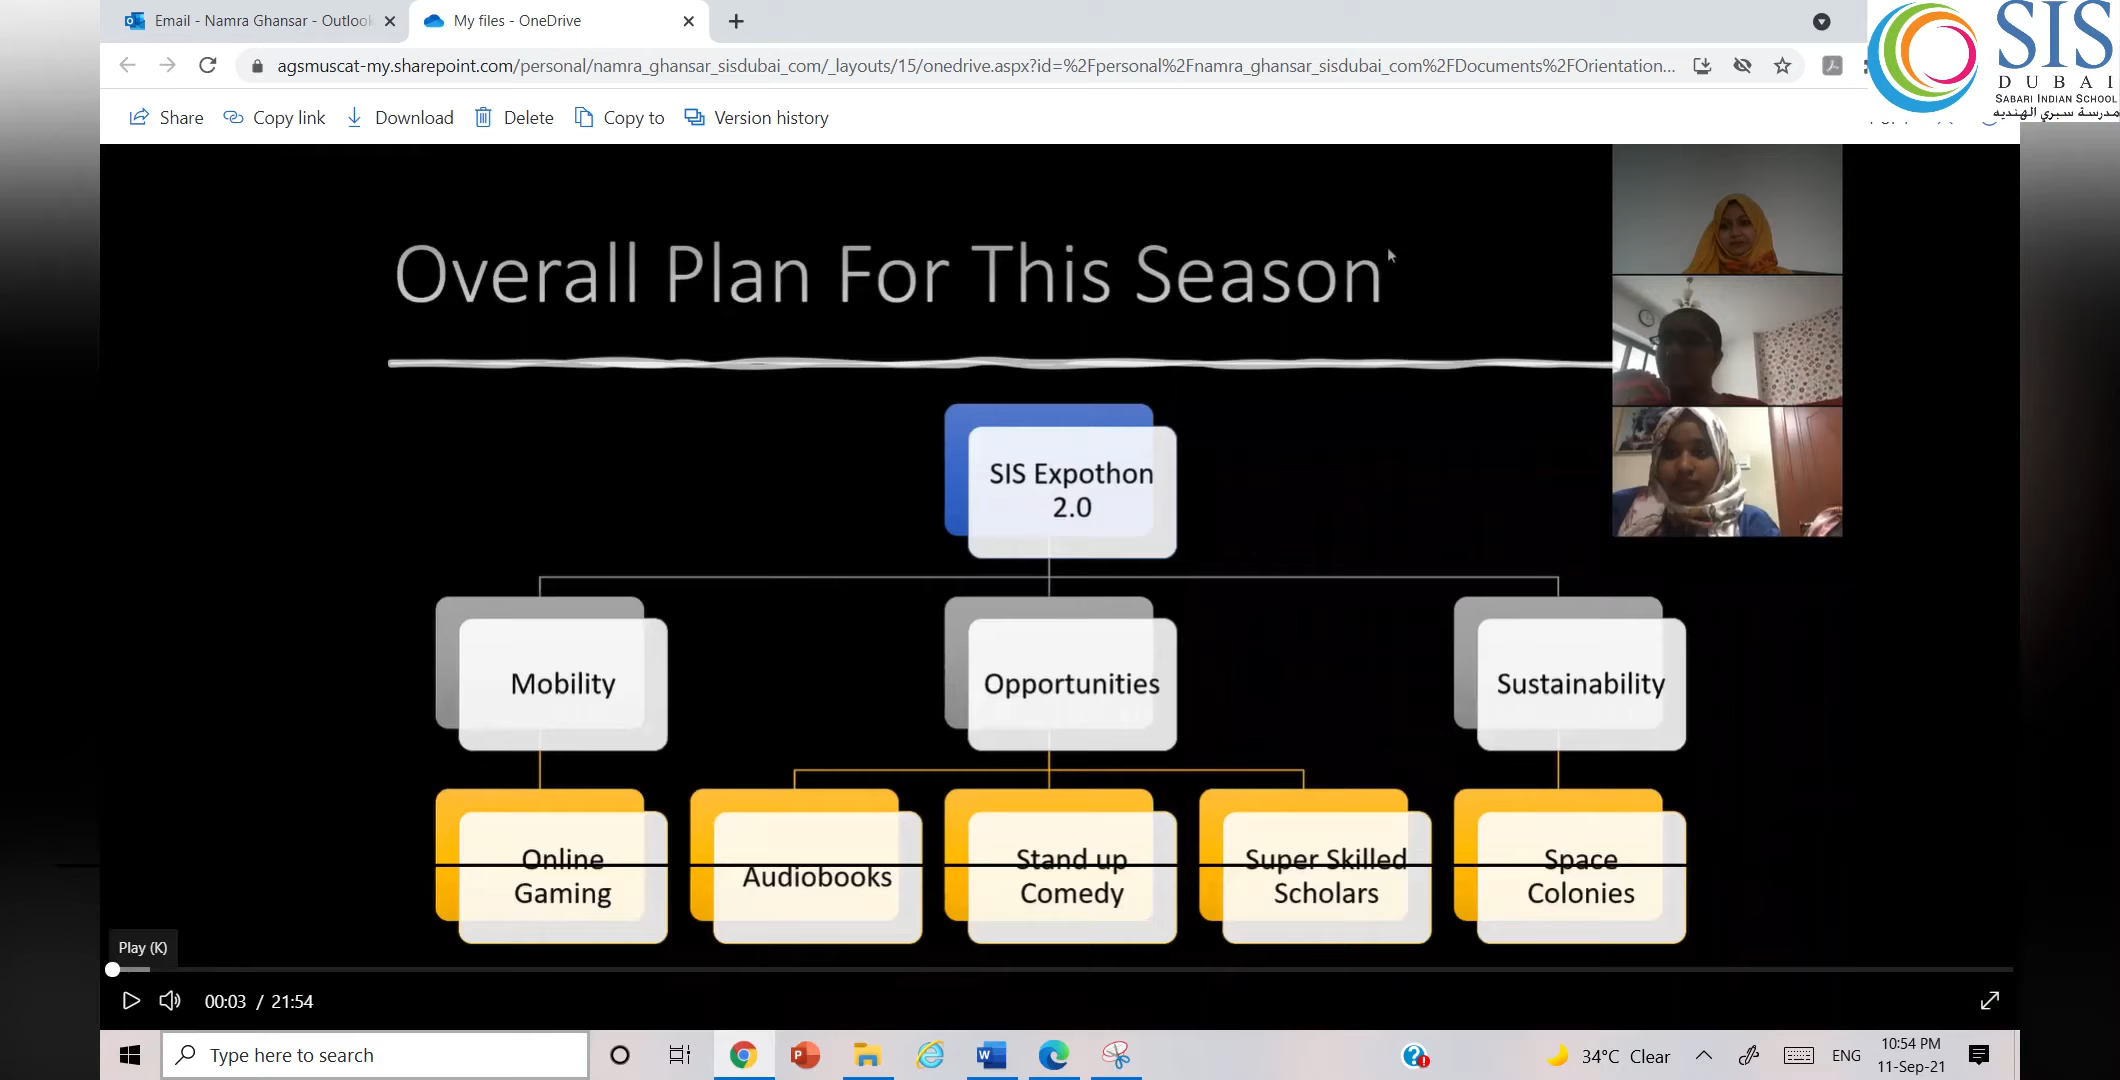 Email - Namra Ghansar - Outlook
My files - OneDrive
SIS
DUBAI
SABARI INDIAN SCHOOL
مدرسة سبري الهنديه
agsmuscat-my.sharepoint.com/personal/namra_ghansar_sisdubai_com/_layouts/15/onedrive.aspx?id=%2Fpersonal%2Fnamra_ghansar_sisdubai_com%2FDocuments%2FOrientation...
Share Copy link Download Delete Copy to Version history
Overall Plan For This Season
SIS Expothon
2.0
Mobility
Opportunities
Sustainability
Online
Gaming
Audiobooks
Stand up
Comedy
Super Skilled
Scholars
Space
Colonies
Play (K)
00:03 / 21:54
Type here to search
34°C Clear
ENG
10:54 PM
11-Sep-21